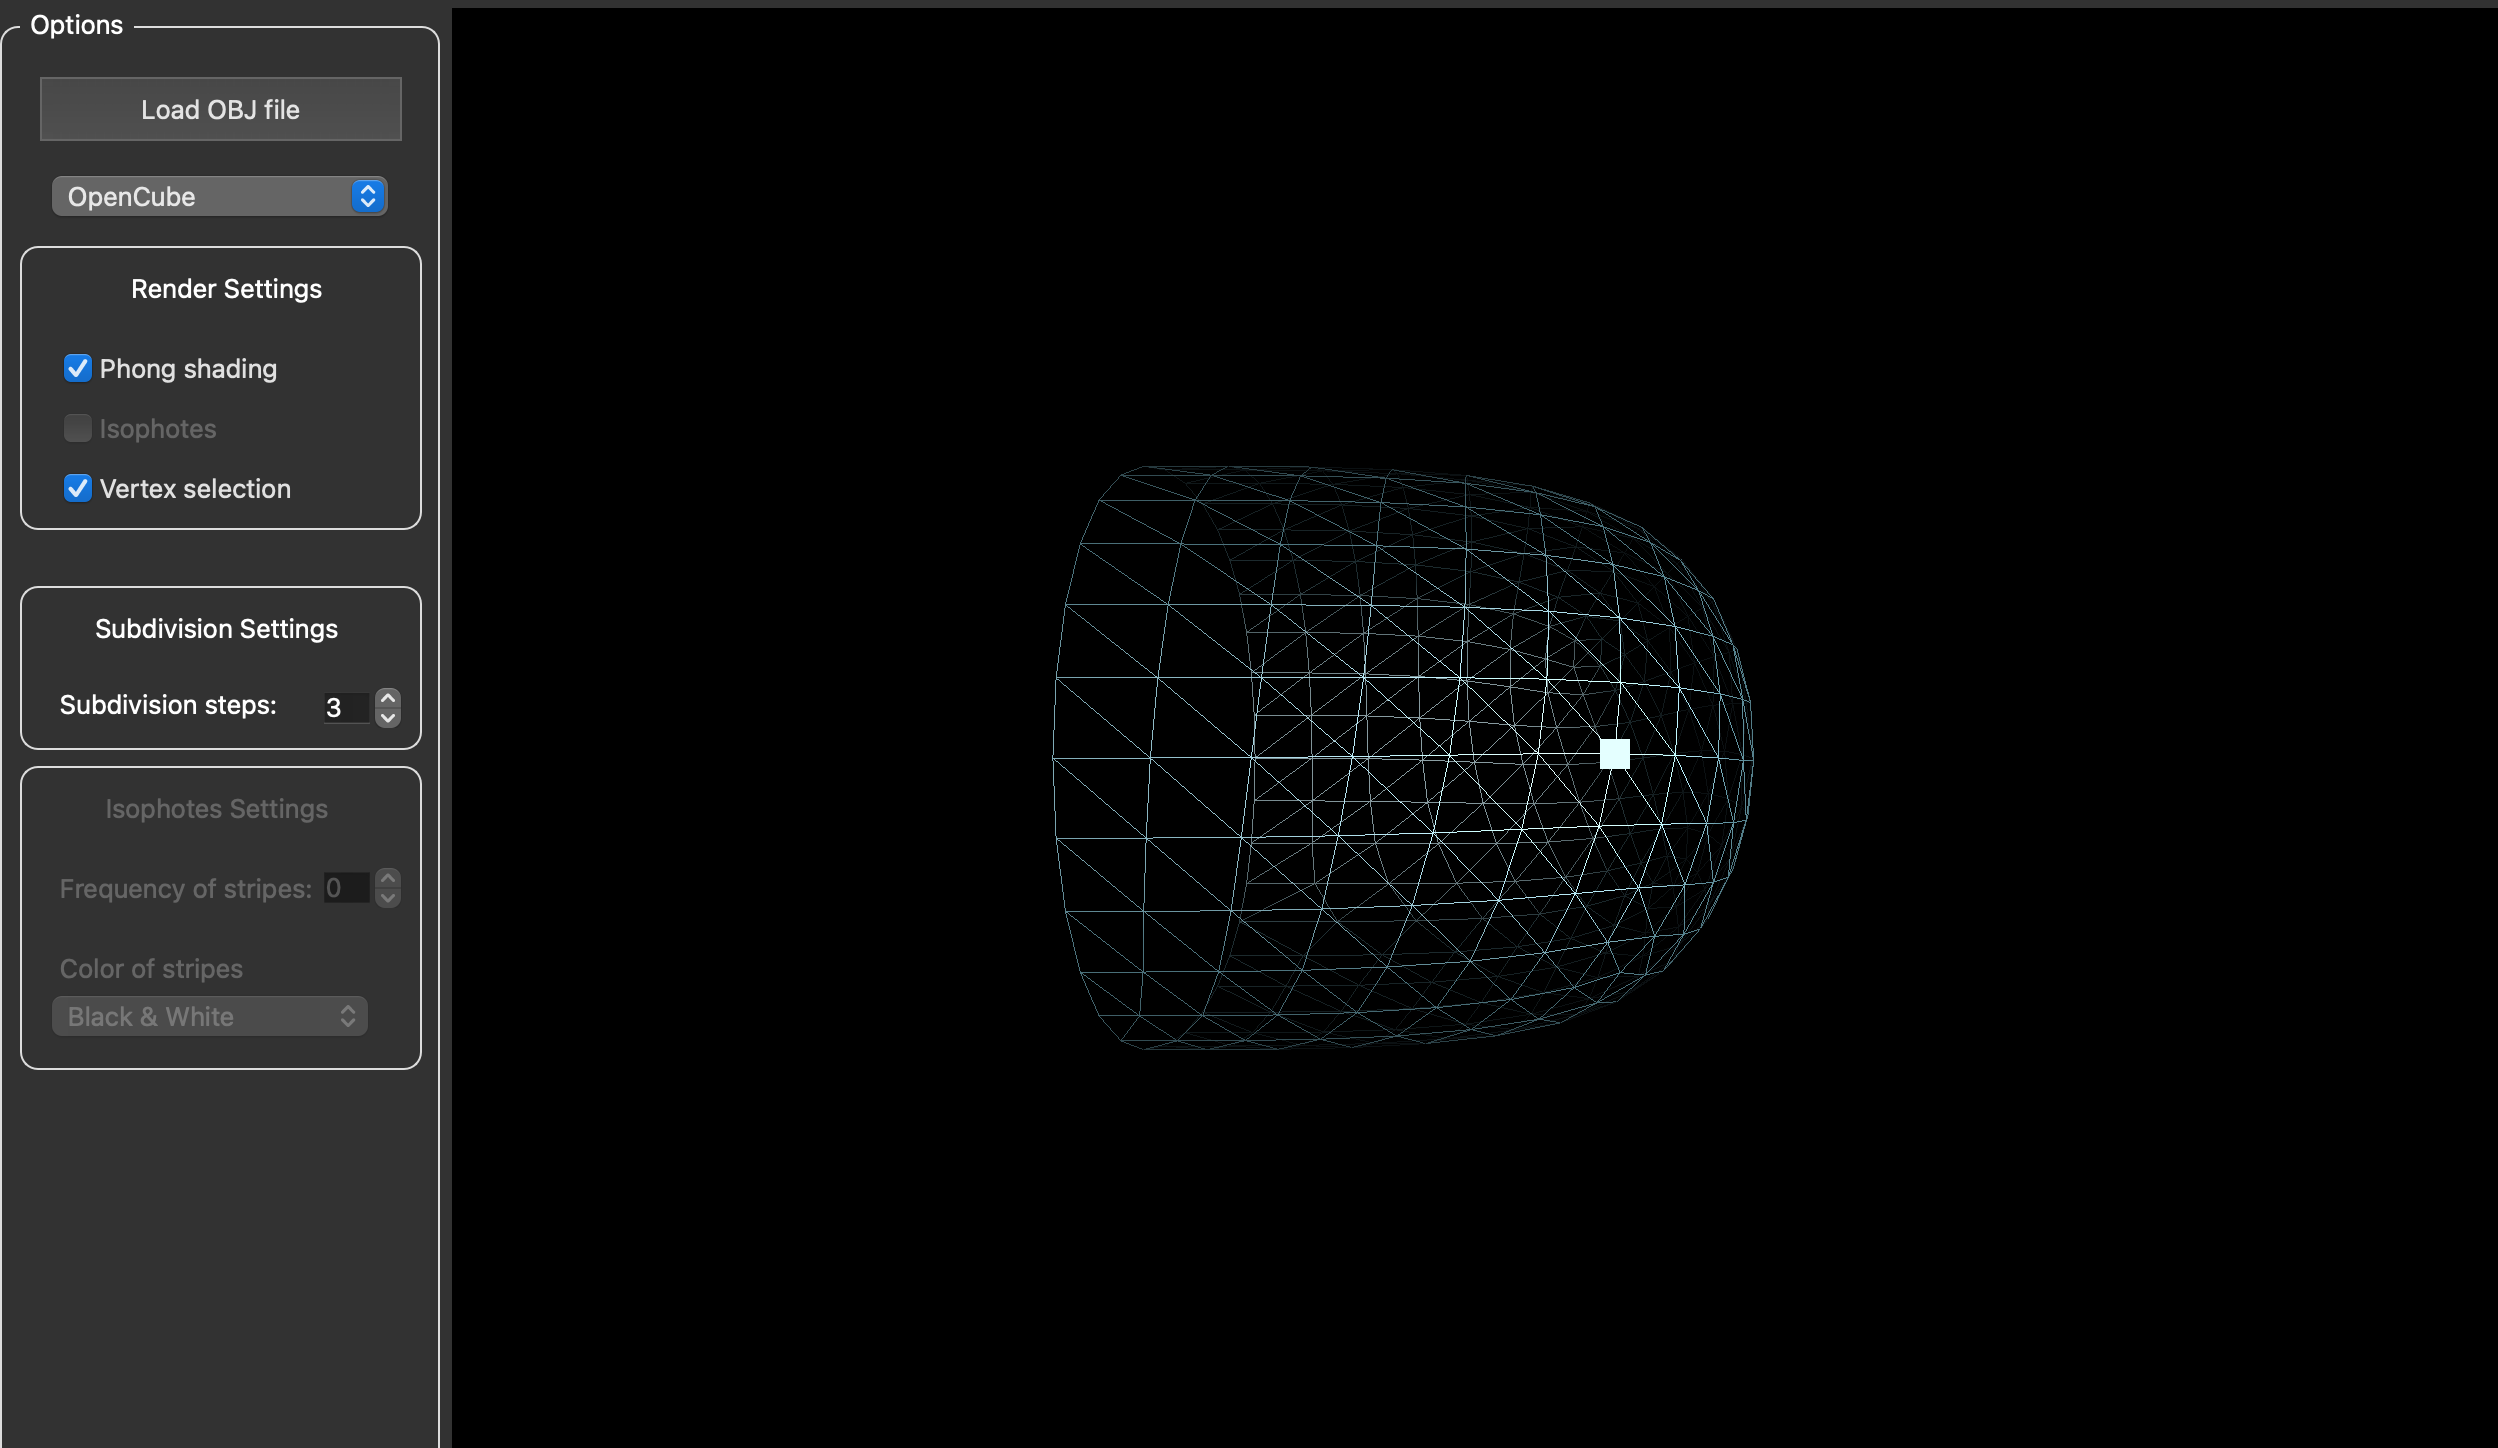 Options
Load OBJ file
OpenCube
Render Settings
Phong shading
Isophotes
Vertex selection
Subdivision Settings
Subdivision steps: 3
Isophotes Settings
Frequency of stripes: 0
Color of stripes
Black & White